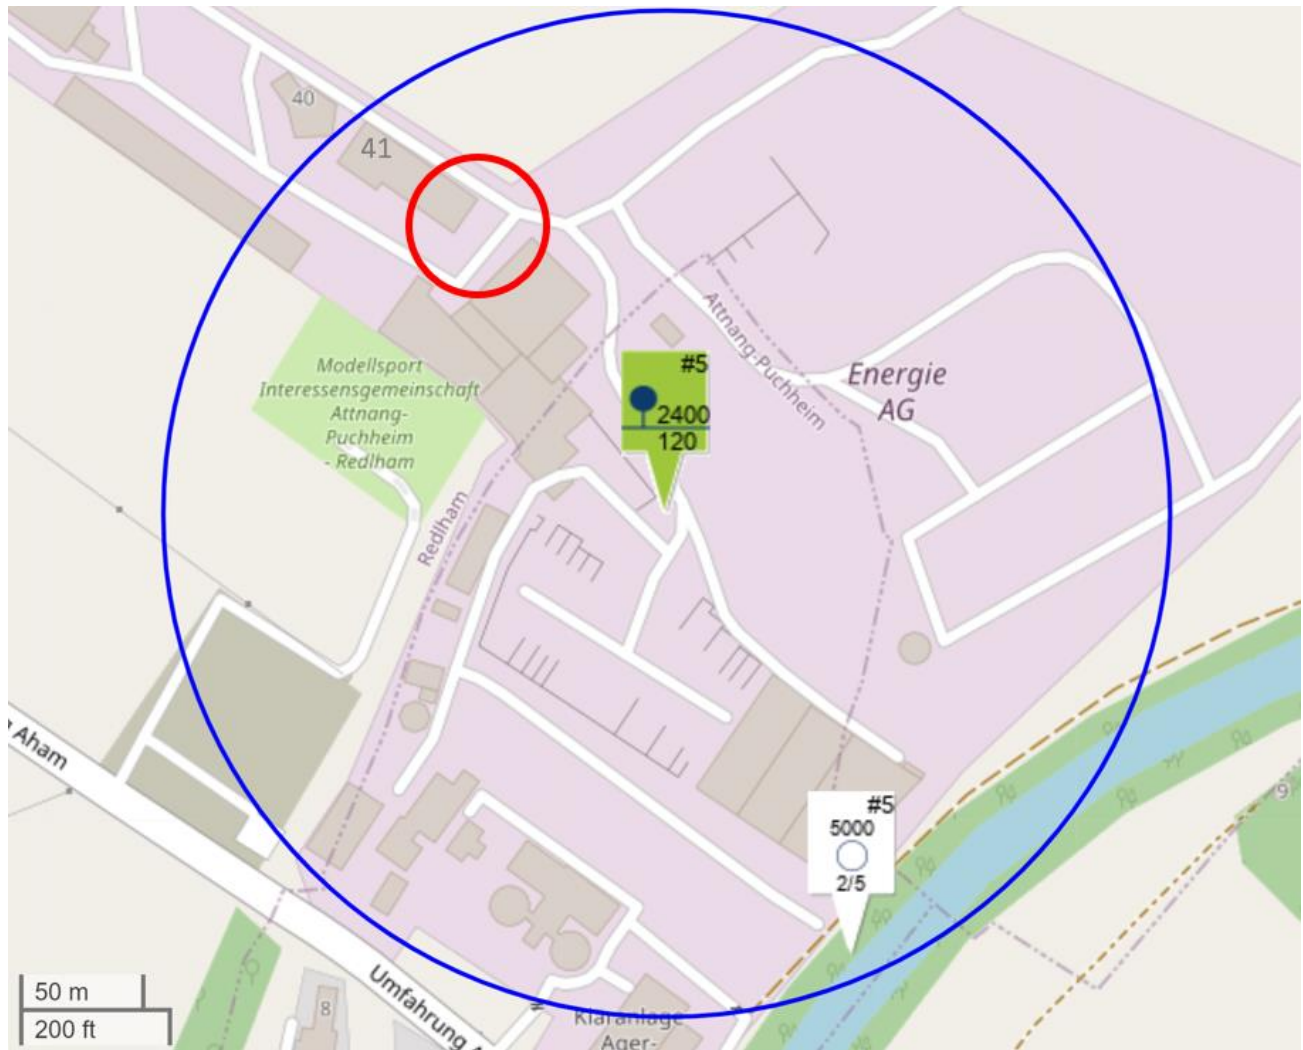 40
41
Modellsport
Interessensgemeinschaft
Attnang-
Puchheim
- Redlham
#5
2400
120
Attnang-Puchheim
Energie
AG
Redlham
Aham
#5
5000
2/5
9
50 m
200 ft
8
Umfahrung
Kläranlage
Ager-